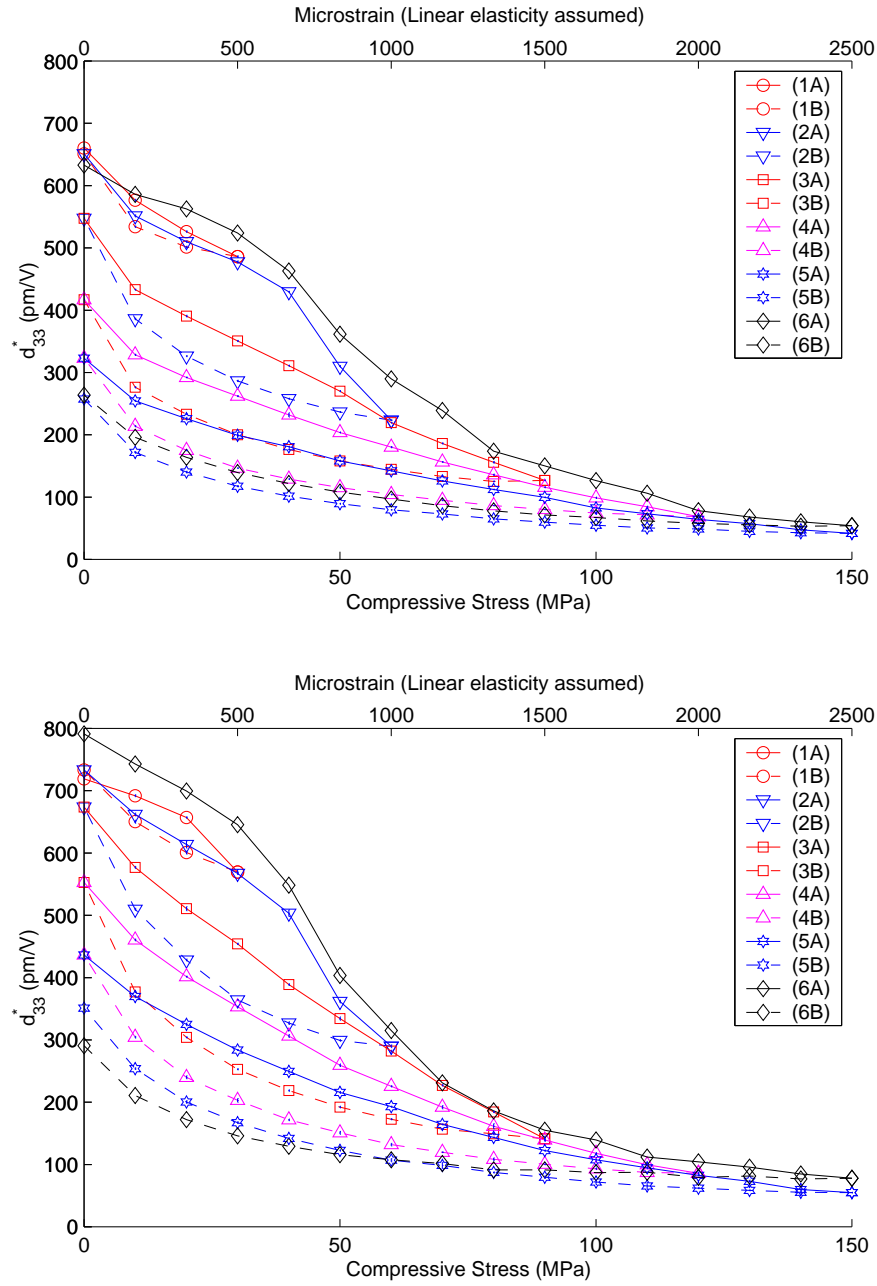 Microstrain (Linear elasticity assumed)
0 500 1000 1500 2000 2500
800
700
600
500
400
300
200
100
0
d*33 (pm/V)
(1A)
(1B)
(2A)
(2B)
(3A)
(3B)
(4A)
(4B)
(5A)
(5B)
(6A)
(6B)
0 50 100 150
Compressive Stress (MPa)
Microstrain (Linear elasticity assumed)
0 500 1000 1500 2000 2500
800
700
600
500
400
300
200
100
0
d*33 (pm/V)
(1A)
(1B)
(2A)
(2B)
(3A)
(3B)
(4A)
(4B)
(5A)
(5B)
(6A)
(6B)
0 50 100 150
Compressive Stress (MPa)